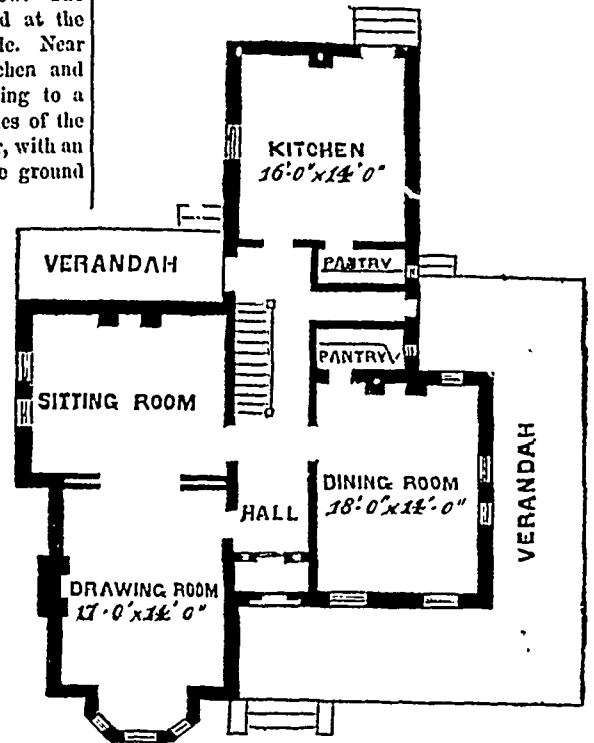 d at the
le. Near
chen and
ing to a
es of the
r, with an
e ground
KITCHEN
16'·0"x14'·0"
VERANDAH
PANTRY
PANTRY
SITTING ROOM
DINING ROOM
18'·0"x14'·0"
VERANDAH
HALL
DRAWING ROOM
17·0'x14'0"